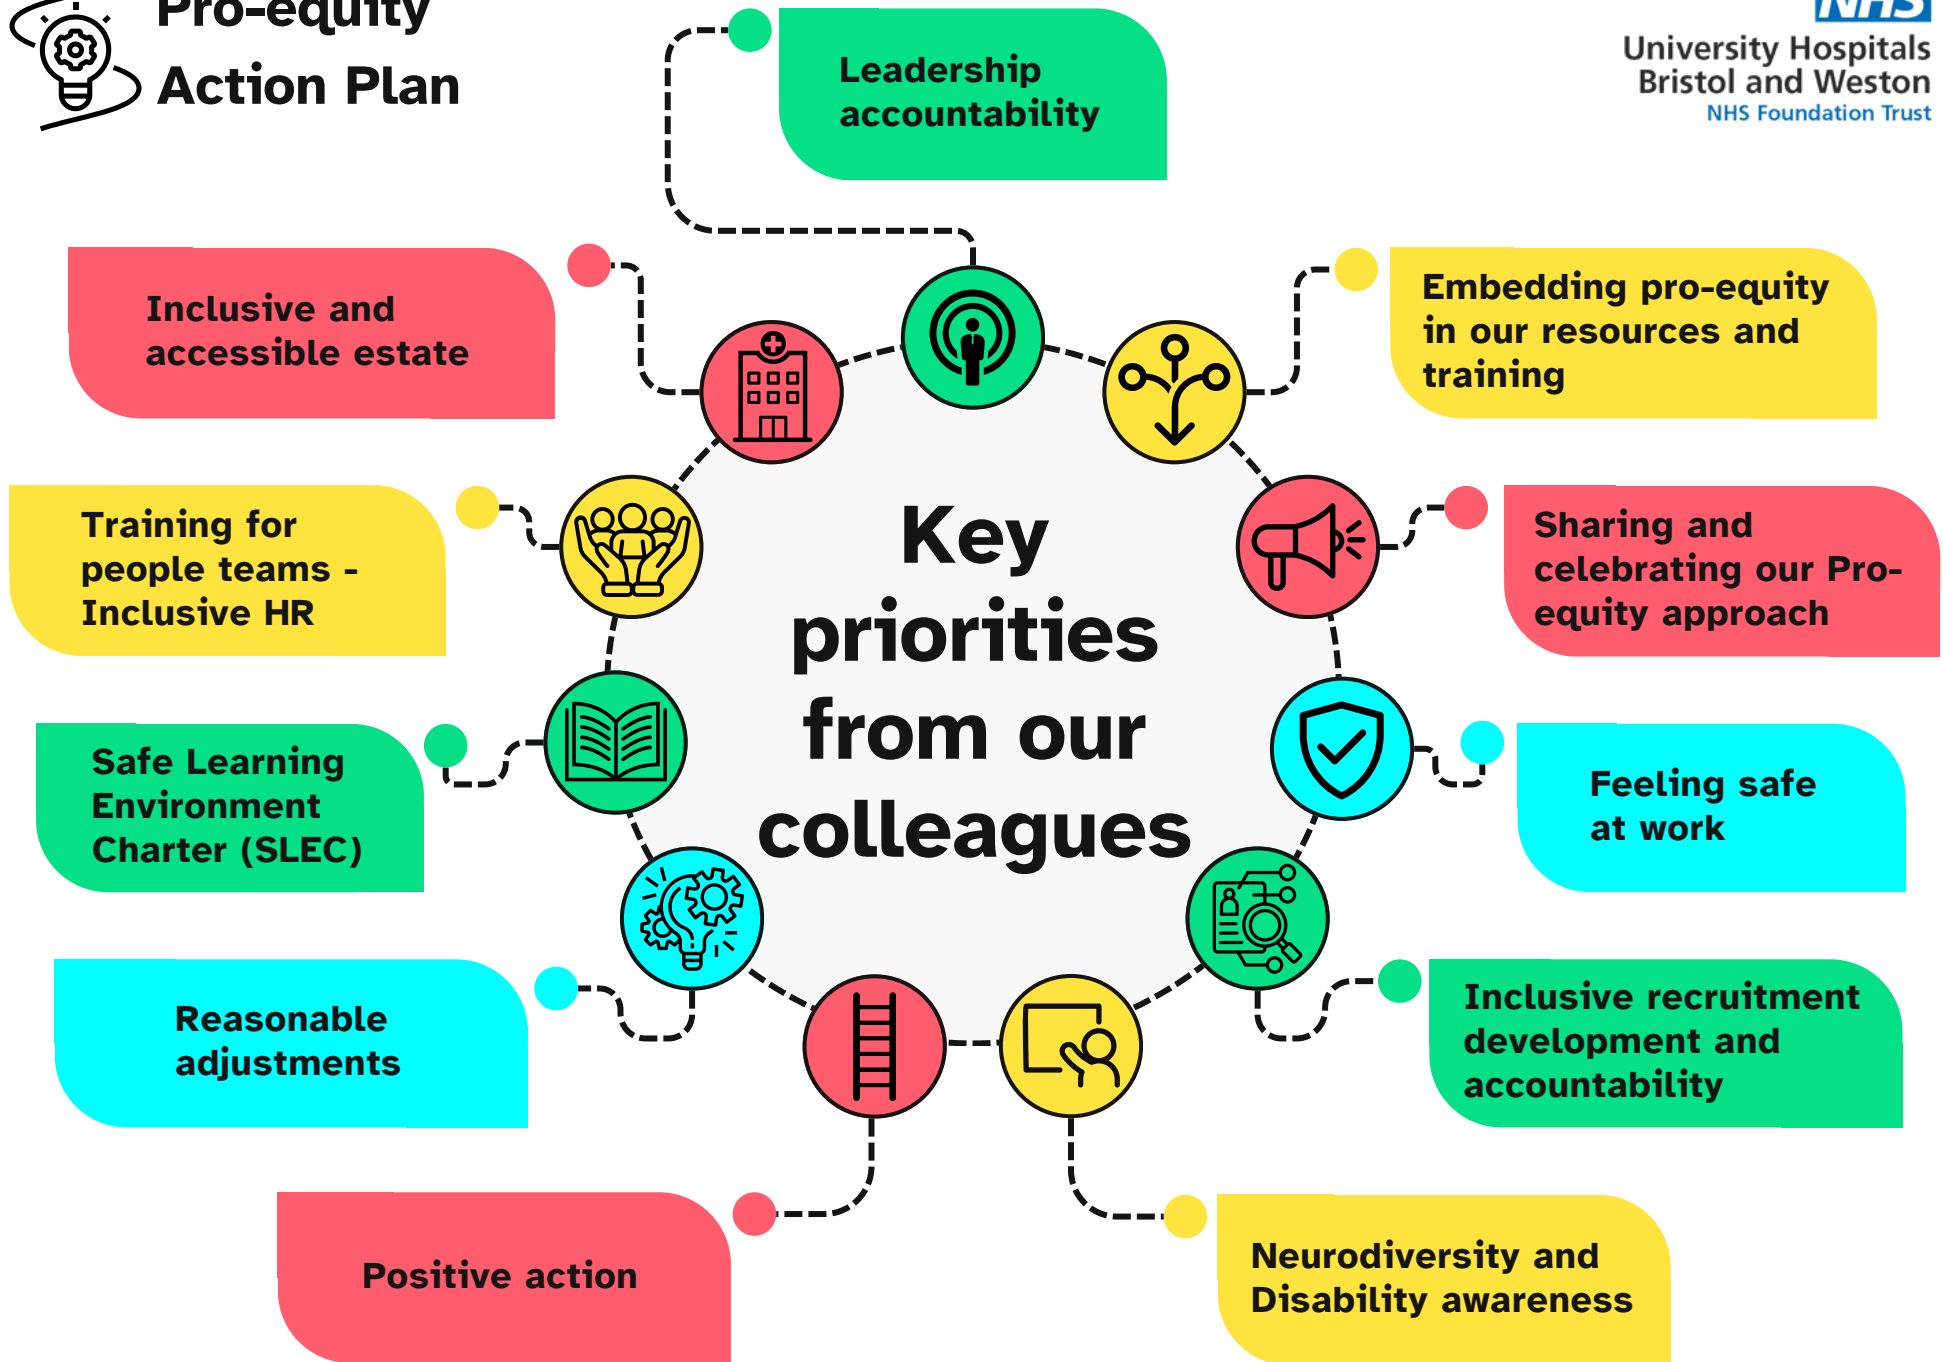 Pro-equity
Action Plan
NHS
University Hospitals
Bristol and Weston
NHS Foundation Trust
Leadership
accountability
Embedding pro-equity
in our resources and
training
Sharing and
celebrating our Pro-
equity approach
Feeling safe
at work
Inclusive recruitment
development and
accountability
Neurodiversity and
Disability awareness
Positive action
Reasonable
adjustments
Safe Learning
Environment
Charter (SLEC)
Training for
people teams -
Inclusive HR
Inclusive and
accessible estate
Key
priorities
from our
colleagues